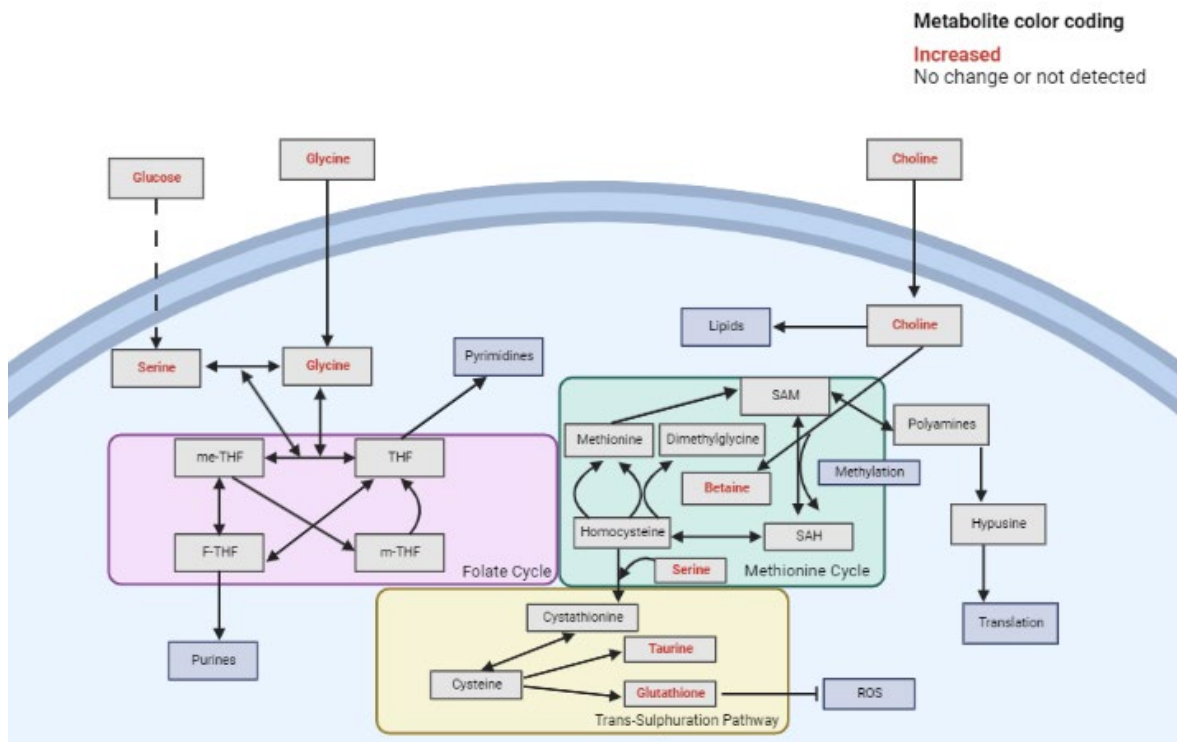 Metabolite color coding
Increased
No change or not detected
Glycine
Choline
Glucose
Choline
Lipids
Pyrimidines
Serine
Glycine
SAM
Polyamines
Methionine
Dimethylglycine
me-THF
THF
Methylation
Betaine
Hypusine
Homocysteine
SAH
F-THF
m-THF
Folate Cycle
Serine
Methionine Cycle
Cystathionine
Translation
Taurine
Purines
Cysteine
Glutathione
ROS
Trans-Sulphuration Pathway